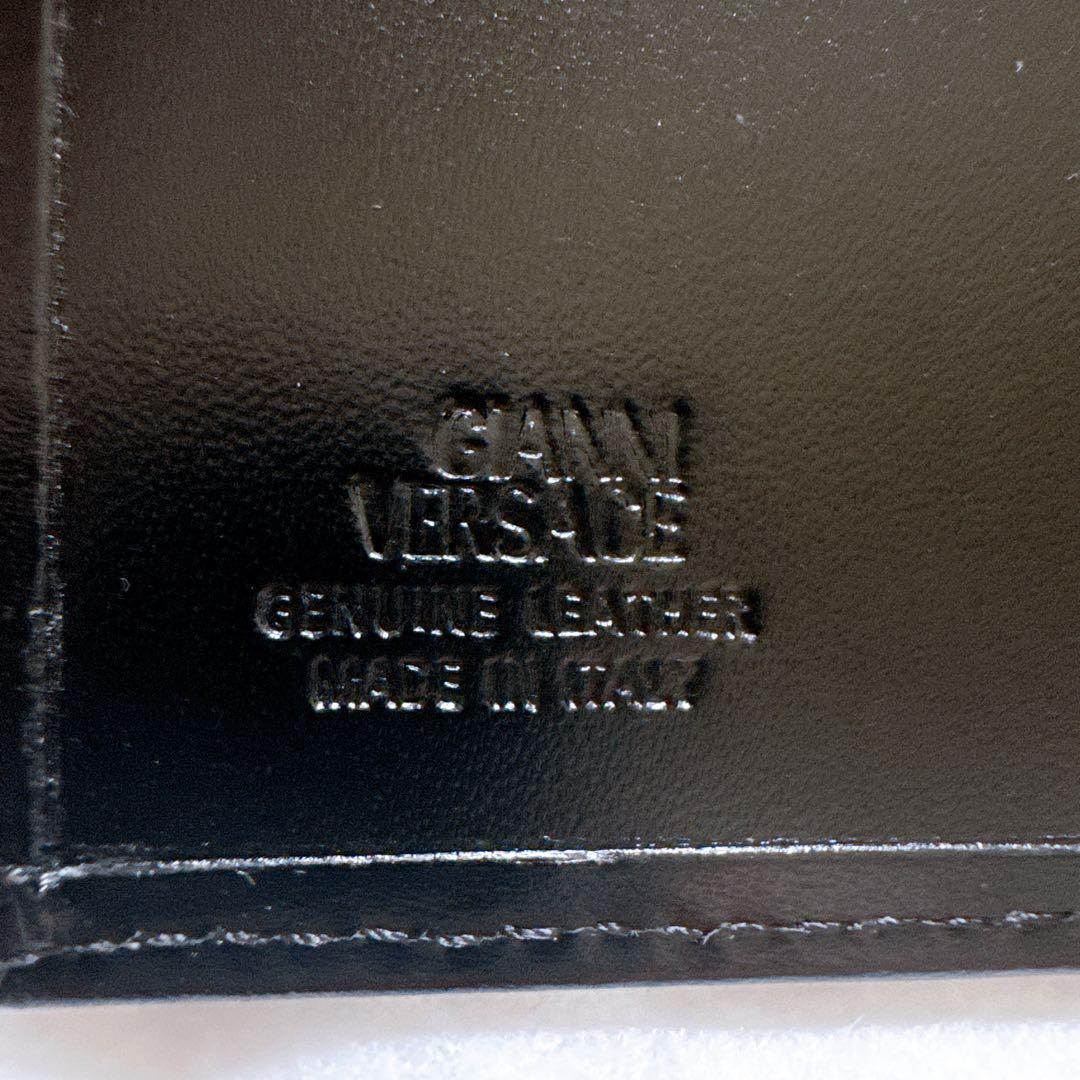 GIANNI
VERSACE
GENUINE LEATHER
MADE IN ITALY